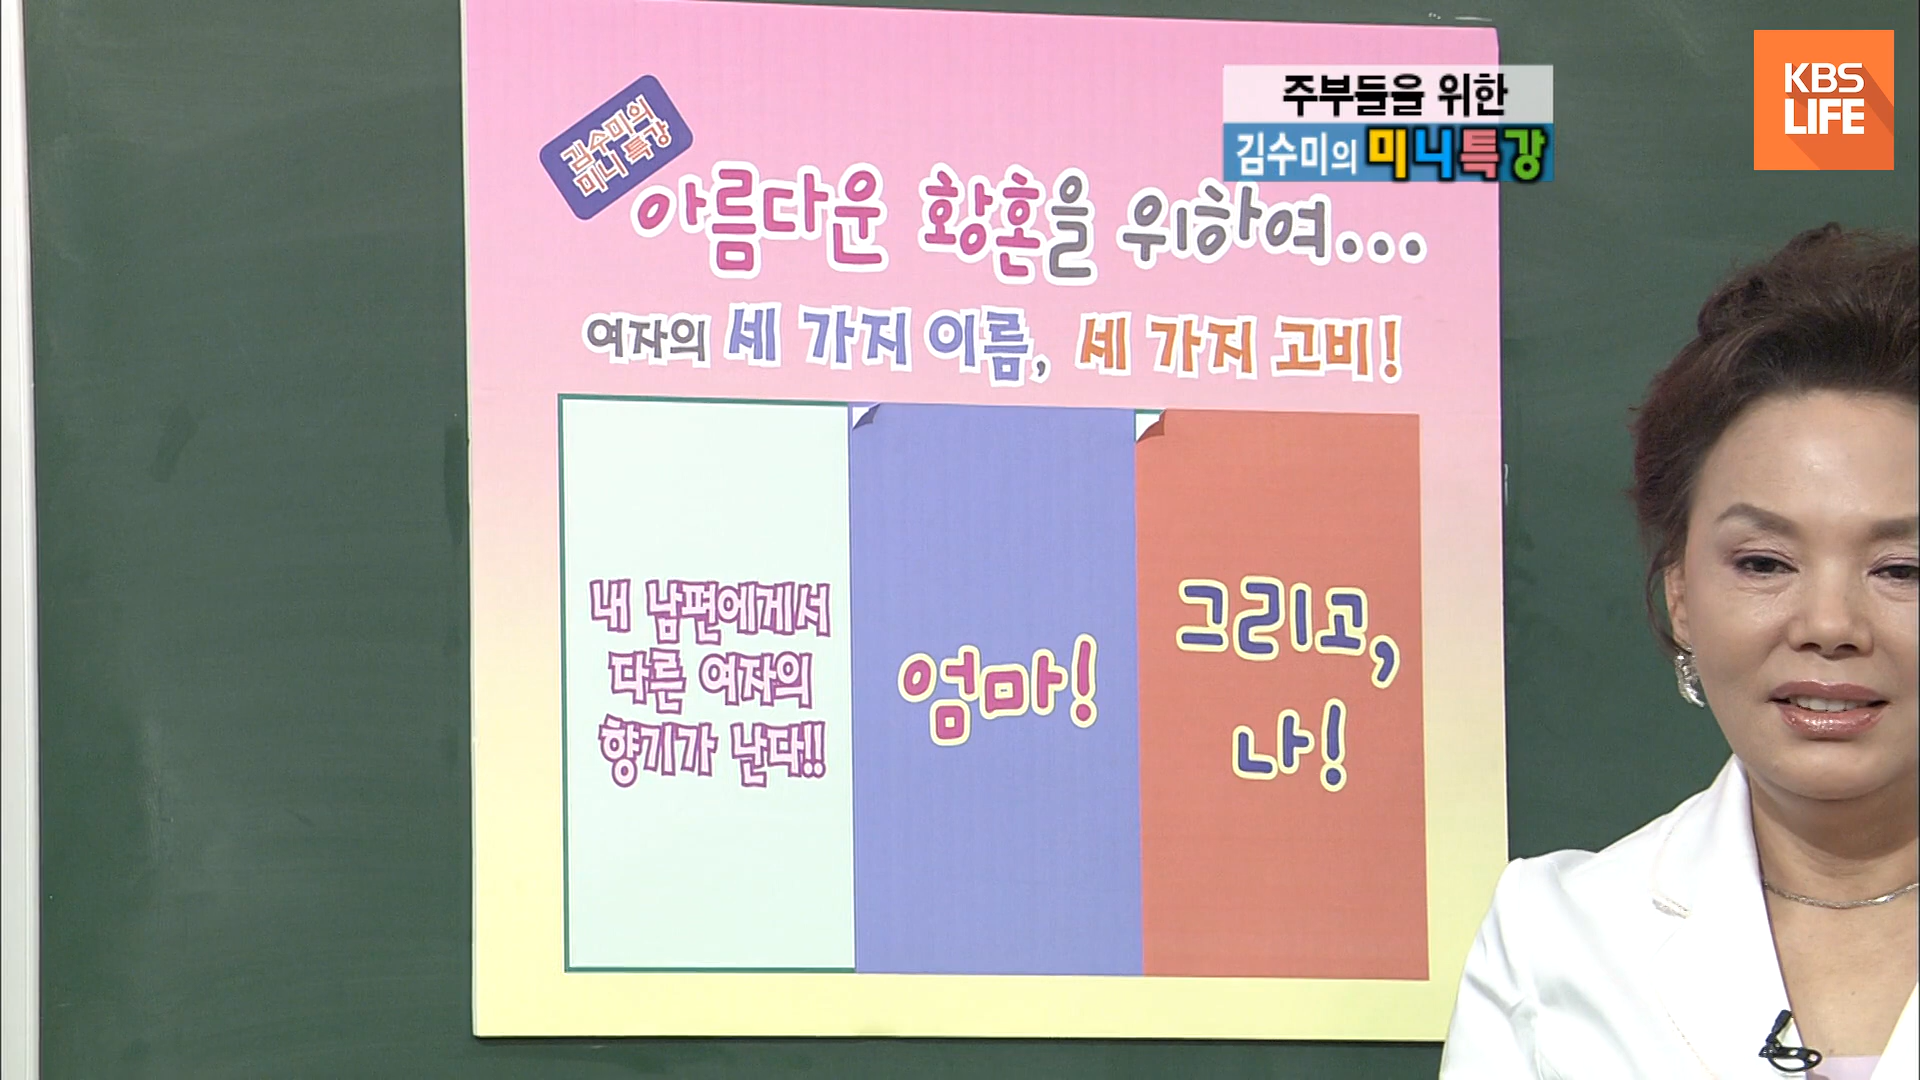 KBS
LIFE
주부들을 위한
김수미의 미니특강
김수미의
미니 특강
아름다운 황혼을 위하여...
여자의 세 가지 이름, 세 가지 고비!
내 남편에게서
다른 여자의
향기가 난다!!
엄마!
그리고,
나!